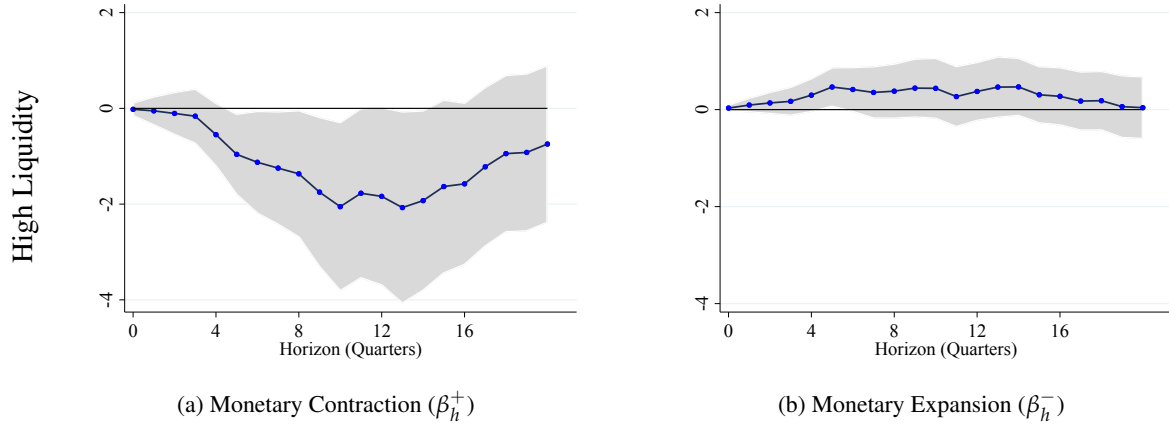 High Liquidity
2
0
-2
-4
0 4 8 12 16
Horizon (Quarters)
(a) Monetary Contraction (β_h^+)
2
0
-2
-4
0 4 8 12 16
Horizon (Quarters)
(b) Monetary Expansion (β_h^-)